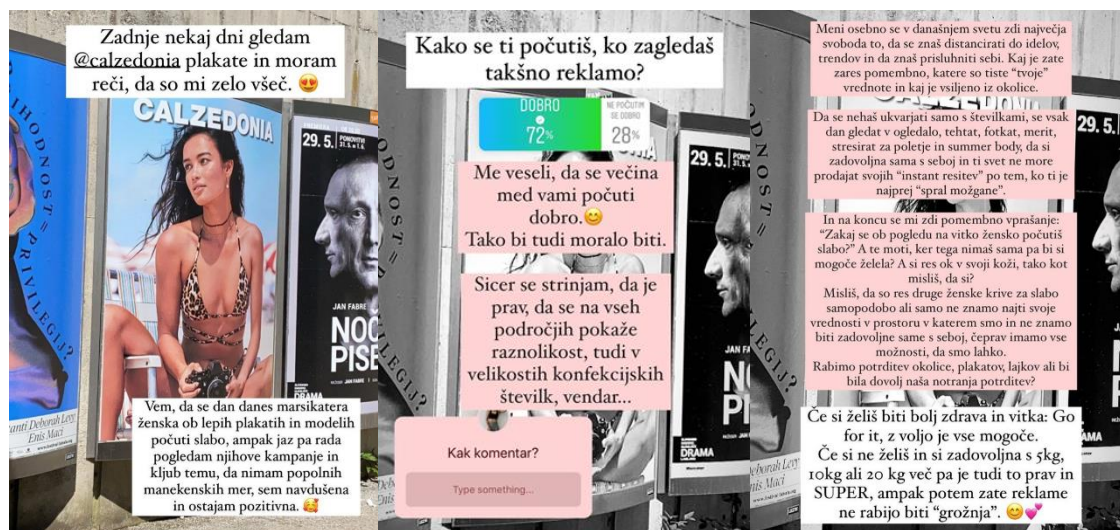 Zadnje nekaj dni gledam
@calzedonia plakate in moram
reči, da so mi zelo všeč. 😍
CALZEDONIA
29. 5.
PONOVITVI
JAN FABRE
NOČ
PISE
DRAMA
IHODNOST = PRIVILEGIJ?
anti Deborah Levy
Enis Maci
Vem, da se dan danes marsikatera
ženska ob lepih plakatih in modelih
počuti slabo, ampak jaz pa rada
pogledam njihove kampanje in
kljub temu, da nimam popolnih
manekenskih mer, sem navdušena
in ostajam pozitivna. 🥰
Kako se ti počutiš, ko zagledaš
takšno reklamo?
DOBRO
72%
NE POČUTIM
SE DOBRO
28%
29. 5.
Me veseli, da se večina
med vami počuti
dobro.😊
Tako bi tudi moralo biti.
Sicer se strinjam, da je
prav, da se na vseh
področjih pokaže
raznolikost, tudi v
velikostih konfekcijskih
številk, vendar...
JAN FA
DRAMA
Kak komentar?
Type something...
Meni osebno se v današnjem svetu zdi največja
svoboda to, da se znaš distancirati do idelov,
trendov in da znaš prisluhniti sebi. Kaj je zate
zares pomembno, katere so tiste “tvoje”
vrednote in kaj je vsiljeno iz okolice.
Da se nehaš ukvarjati samo s številkami, se vsak
dan gledat v ogledalo, tehtat, fotkat, merit,
stresirat za poletje in summer body, da si
zadovoljna sama s seboj in ti svet ne more
prodajat svojih “instant resitev” po tem, ko ti je
najprej “spral možgane”.
29. 5.
In na koncu se mi zdi pomembno vprašanje:
“Zakaj se ob pogledu na vitko žensko počutiš
slabo?” A te moti, ker tega nimaš sama pa bi si
mogoče želela? A si res ok v svoji koži, tako kot
misliš, da si?
Misliš, da so res druge ženske krive za slabo
samopodobo ali samo ne znamo najti svoje
vrednosti v prostoru v katerem smo in ne znamo
biti zadovoljne same s seboj, čeprav imamo vse
možnosti, da smo lahko.
Rabimo potrditev okolice, plakatov, lajkov ali bi
bila dovolj naša notranja potrditev?
Če si želiš biti bolj zdrava in vitka: Go
for it, z voljo je vse mogoče.
Če si ne želiš in si zadovoljna s 5kg,
10kg ali 20 kg več pa je tudi to prav in
SUPER, ampak potem zate reklame
ne rabijo biti “grožnja”. 😊💕